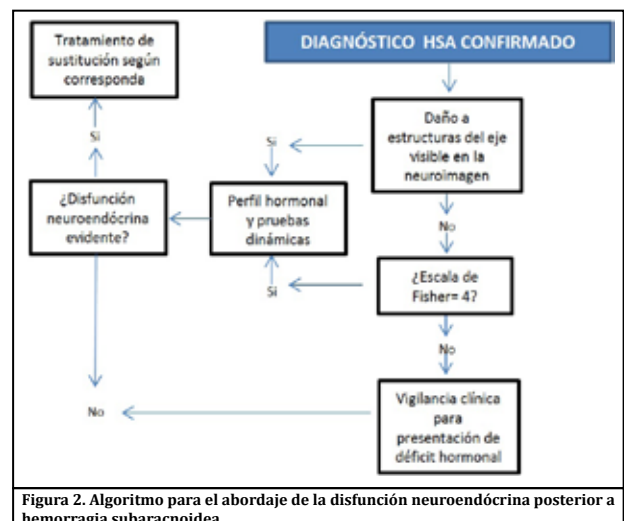 DIAGNÓSTICO HSA CONFIRMADO
Daño a
estructuras del eje
visible en la
neuroimagen
Si
No
¿Escala de
Fisher= 4?
Si
No
Perfil hormonal
y pruebas
dinámicas
¿Disfunción
neuroendócrina
evidente?
Si
Tratamiento de
sustitución según
corresponda
No
Vigilancia clínica
para
presentación de
déficit hormonal
Figura 2. Algoritmo para el abordaje de la disfunción neuroendócrina posterior a
hemorragia subaracnoidea